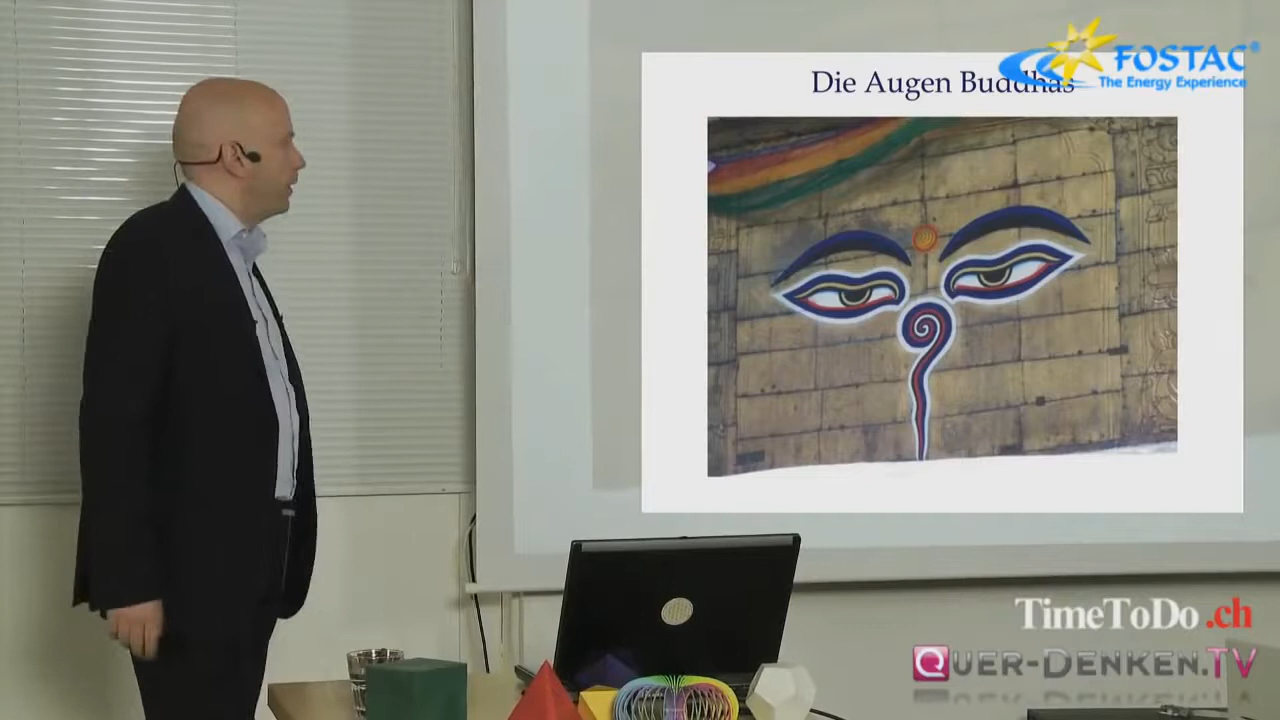 Die Augen Buddhas
FOSTAC®
The Energy Experience
TimeToDo.ch
QUER-DENKEN.TV